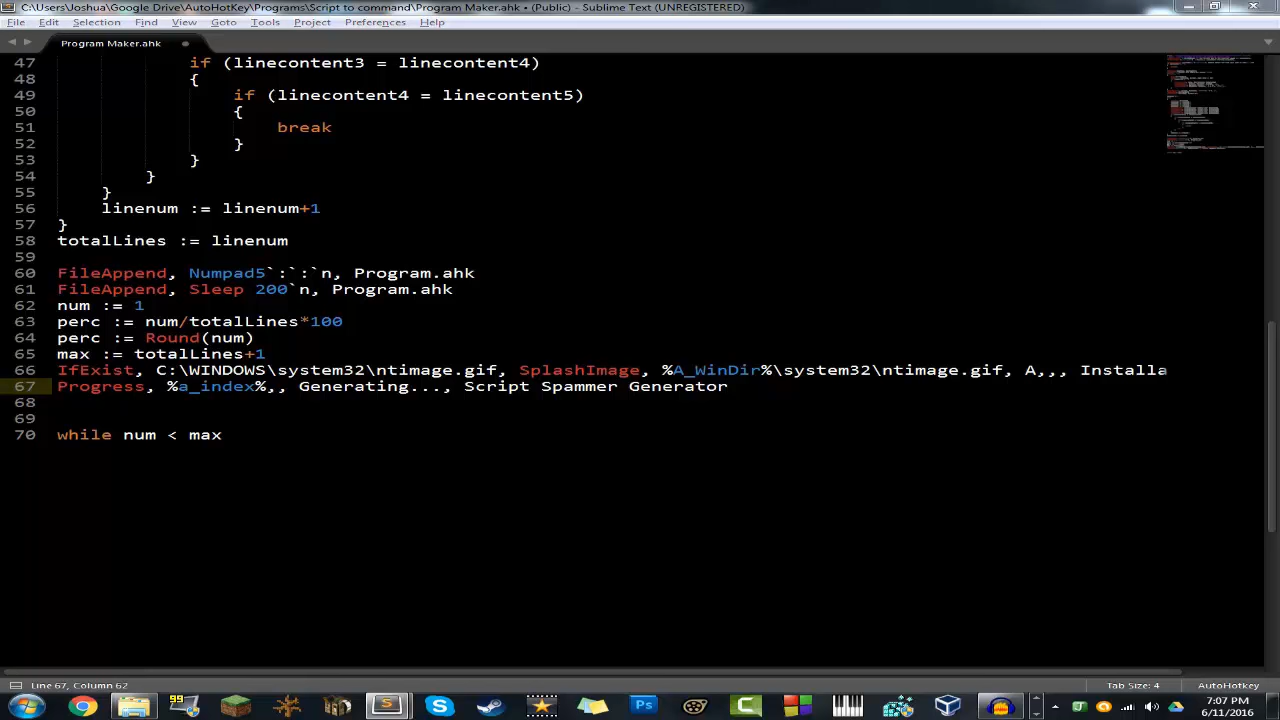 C:\Users\Joshua\Google Drive\AutoHotKey\Programs\Script to command\Program Maker.ahk • (Public) - Sublime Text (UNREGISTERED)
File Edit Selection Find View Goto Tools Project Preferences Help
Program Maker.ahk
47 if (linecontent3 = linecontent4)
48 {
49 if (linecontent4 = linecontent5)
50 {
51 break
52 }
53 }
54 }
55 }
56 linenum := linenum+1
57 }
58 totalLines := linenum
59
60 FileAppend, Numpad5`:`:`n, Program.ahk
61 FileAppend, Sleep 200`n, Program.ahk
62 num := 1
63 perc := num/totalLines*100
64 perc := Round(num)
65 max := totalLines+1
66 IfExist, C:\WINDOWS\system32\ntimage.gif, SplashImage, %A_WinDir%\system32\ntimage.gif, A,,, Installa
67 Progress, %a_index%,, Generating..., Script Spammer Generator
68
69
70 while num < max
Line 67, Column 62 Tab Size: 4 AutoHotkey
99 S Ps C
7:07 PM
6/11/2016